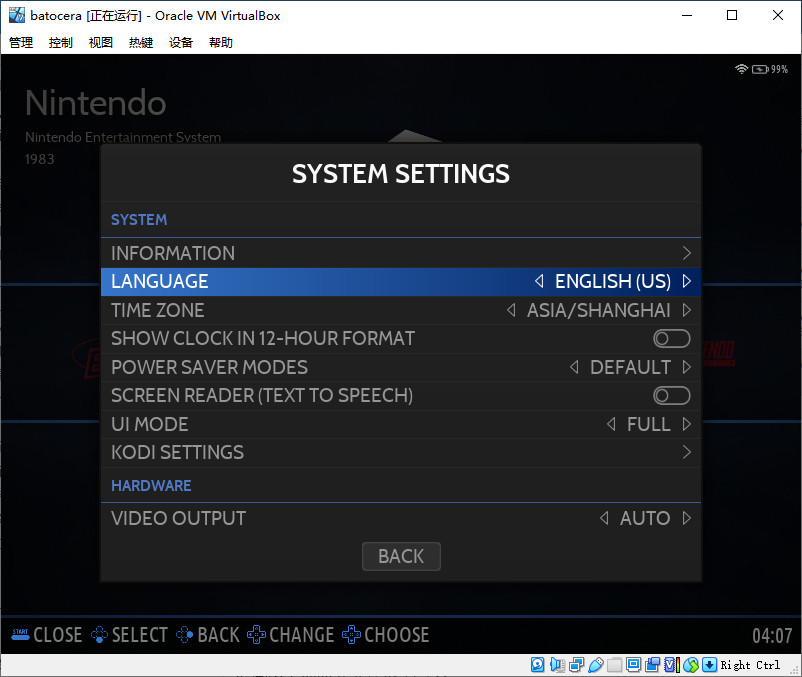 batocera [正在运行] - Oracle VM VirtualBox
管理 控制 视图 热键 设备 帮助
99%
Nintendo
Nintendo Entertainment System
1983
SYSTEM SETTINGS
SYSTEM
INFORMATION
LANGUAGE ENGLISH (US)
TIME ZONE ASIA/SHANGHAI
SHOW CLOCK IN 12-HOUR FORMAT
POWER SAVER MODES DEFAULT
SCREEN READER (TEXT TO SPEECH)
UI MODE FULL
KODI SETTINGS
HARDWARE
VIDEO OUTPUT AUTO
BACK
START CLOSE SELECT BACK CHANGE CHOOSE 04:07
Right Ctrl